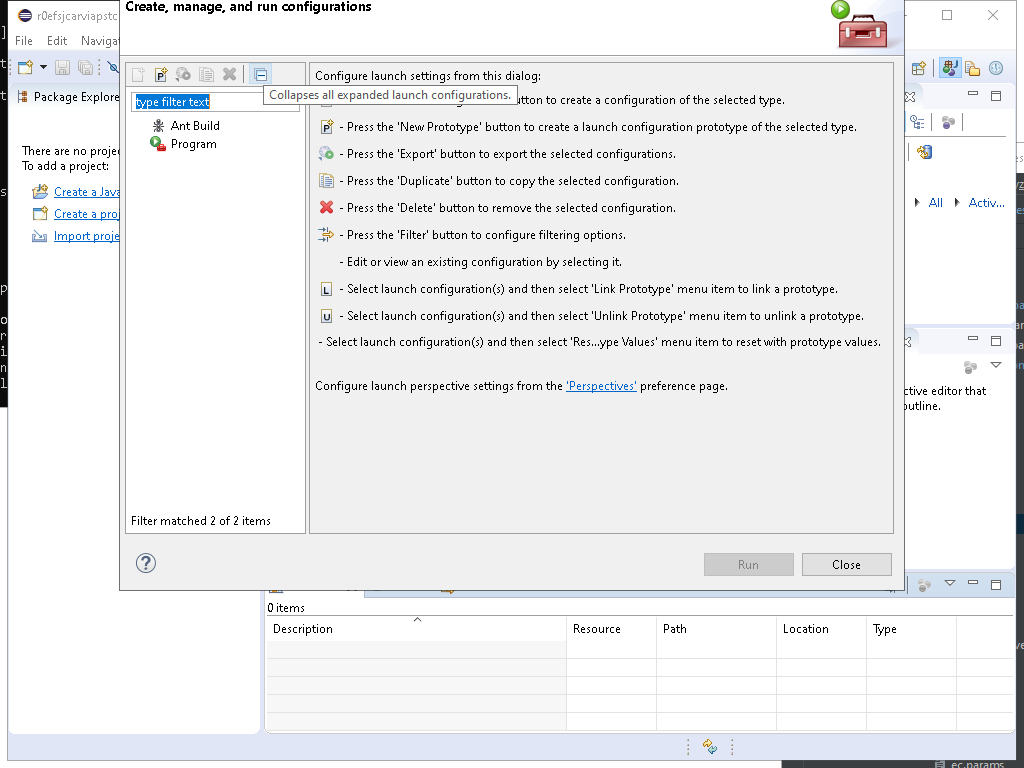 Create, manage, and run configurations
r0efsjcarviapstc
File Edit Navigat
Package Explore
There are no projec
To add a project:
Create a Java
Create a proj
Import proje
type filter text
Ant Build
Program
Filter matched 2 of 2 items
Configure launch settings from this dialog:
Collapses all expanded launch configurations.
utton to create a configuration of the selected type.
- Press the 'New Prototype' button to create a launch configuration prototype of the selected type.
- Press the 'Export' button to export the selected configurations.
- Press the 'Duplicate' button to copy the selected configuration.
- Press the 'Delete' button to remove the selected configuration.
- Press the 'Filter' button to configure filtering options.
- Edit or view an existing configuration by selecting it.
L - Select launch configuration(s) and then select 'Link Prototype' menu item to link a prototype.
U - Select launch configuration(s) and then select 'Unlink Prototype' menu item to unlink a prototype.
- Select launch configuration(s) and then select 'Res...ype Values' menu item to reset with prototype values.
Configure launch perspective settings from the 'Perspectives' preference page.
Run
Close
All Activ...
ctive editor that
outline.
0 items
Description Resource Path Location Type
ec.params